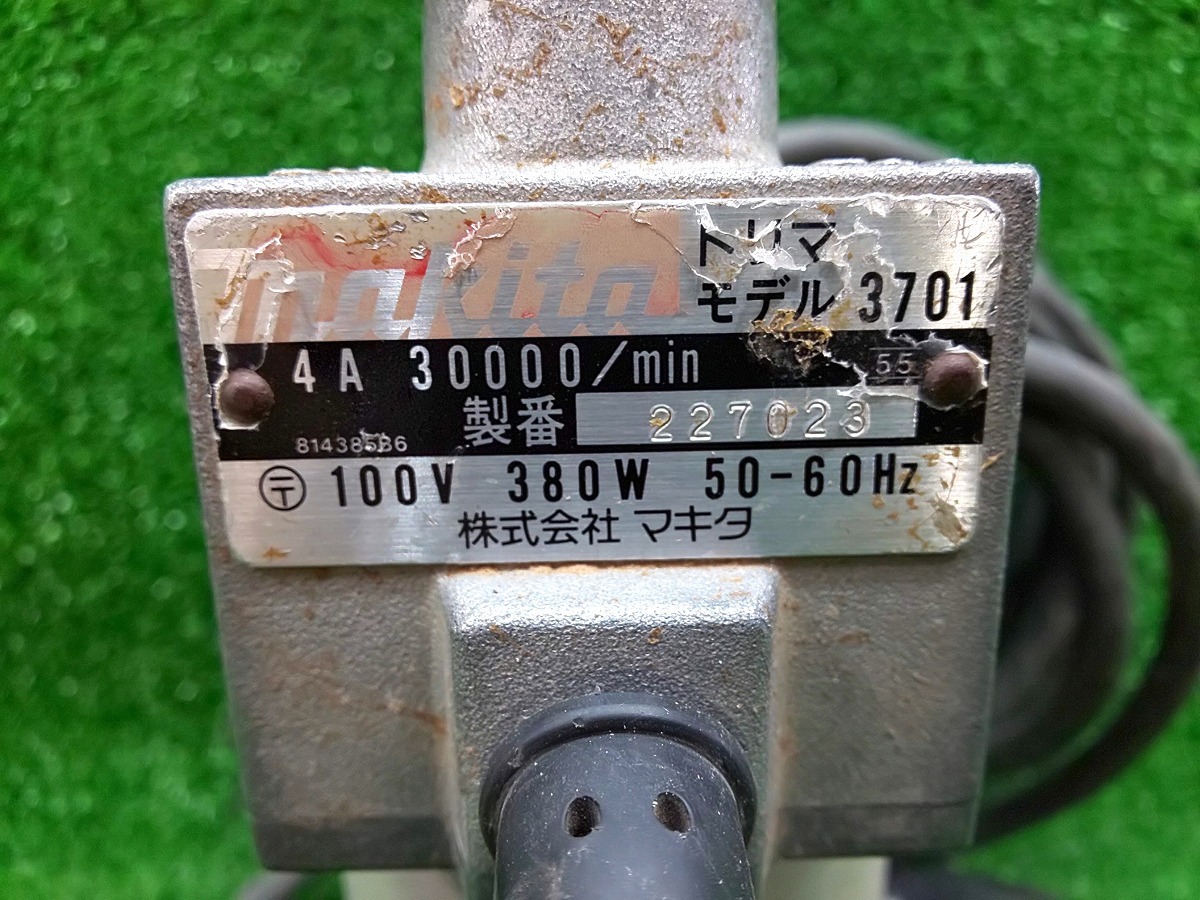 makita
トリマ
モデル 3701
4A 30000/min
55
製番 227023
814385B6
〒 100V 380W 50-60Hz
株式会社 マキタ